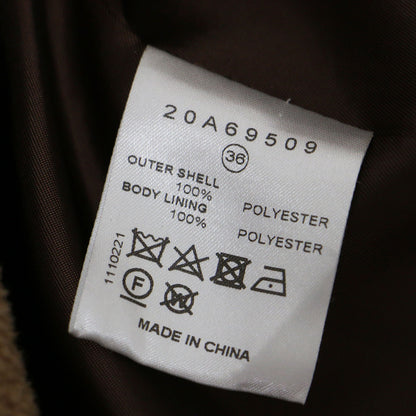 20A69509
36
OUTER SHELL
100% POLYESTER
BODY LINING
100% POLYESTER
1110221
F W
MADE IN CHINA